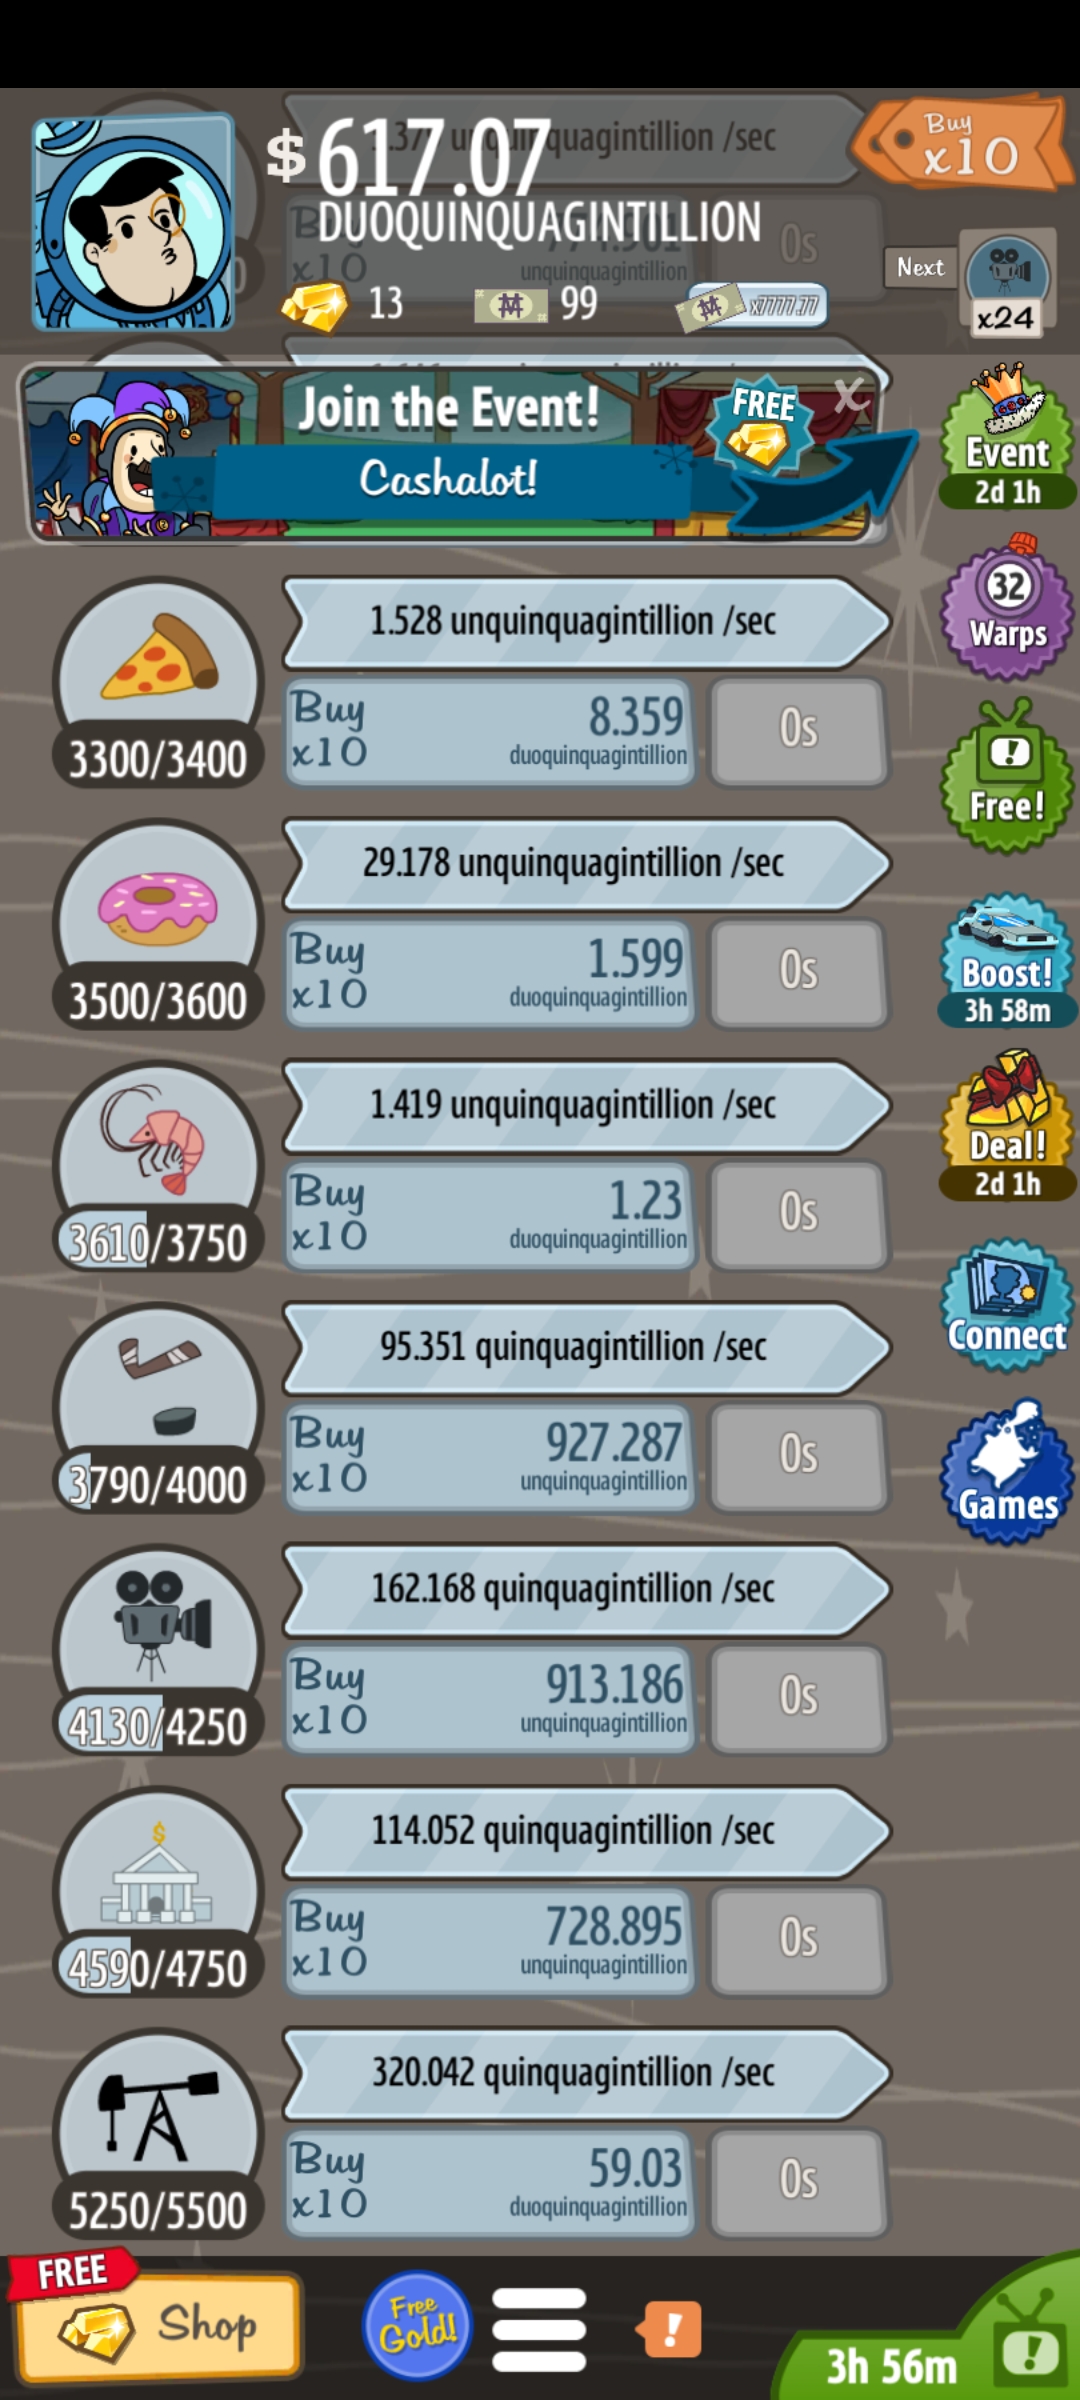 $617.07
DUOQUINQUAGINTILLION
13
99
x7777.77
Buy
x10
Next
x24
unquinquagintillion /sec
Buy
x10
unquinquagintillion
0s
Join the Event!
Cashalot!
FREE
X
Event
2d 1h
1.528 unquinquagintillion /sec
3300/3400
Buy
x10
8.359
duoquinquagintillion
0s
32
Warps
Free!
29.178 unquinquagintillion /sec
3500/3600
Buy
x10
1.599
duoquinquagintillion
0s
Boost!
3h 58m
1.419 unquinquagintillion /sec
3610/3750
Buy
x10
1.23
duoquinquagintillion
0s
Deal!
2d 1h
95.351 quinquagintillion /sec
3790/4000
Buy
x10
927.287
unquinquagintillion
0s
Connect
Games
162.168 quinquagintillion /sec
4130/4250
Buy
x10
913.186
unquinquagintillion
0s
114.052 quinquagintillion /sec
4590/4750
Buy
x10
728.895
unquinquagintillion
0s
320.042 quinquagintillion /sec
5250/5500
Buy
x10
59.03
duoquinquagintillion
0s
FREE
Shop
Free
Gold!
!
3h 56m